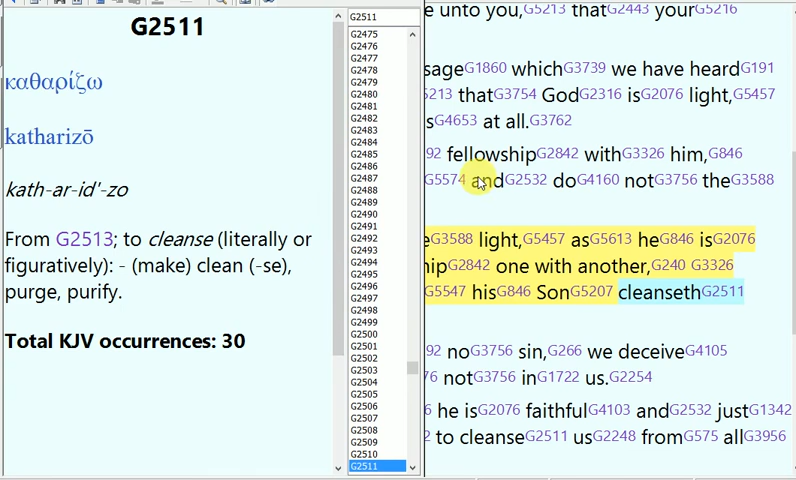 G2511
καθαρίζω
katharizō
kath-ar-id'-zo
From G2513; to cleanse (literally or
figuratively): - (make) clean (-se),
purge, purify.
Total KJV occurrences: 30
G2511
G2475
G2476
G2477
G2478
G2479
G2480
G2481
G2482
G2483
G2484
G2485
G2486
G2487
G2488
G2489
G2490
G2491
G2492
G2493
G2494
G2495
G2496
G2497
G2498
G2499
G2500
G2501
G2502
G2503
G2504
G2505
G2506
G2507
G2508
G2509
G2510
G2511
e unto you,G5213 thatG2443 yourG5216
sageG1860 whichG3739 we have heardG191
5213 thatG3754 GodG2316 isG2076 light,G5457
sG4653 at all.G3762
92 fellowshipG2842 withG3326 him,G846
G5574 andG2532 doG4160 notG3756 theG3588
eG3588 light,G5457 asG5613 heG846 isG2076
hipG2842 one with another,G240 G3326
G5547 hisG846 SonG5207 cleansethG2511
92 noG3756 sin,G266 we deceiveG4105
76 notG3756 inG1722 us.G2254
6 he isG2076 faithfulG4103 andG2532 justG1342
2 to cleanseG2511 usG2248 fromG575 allG3956